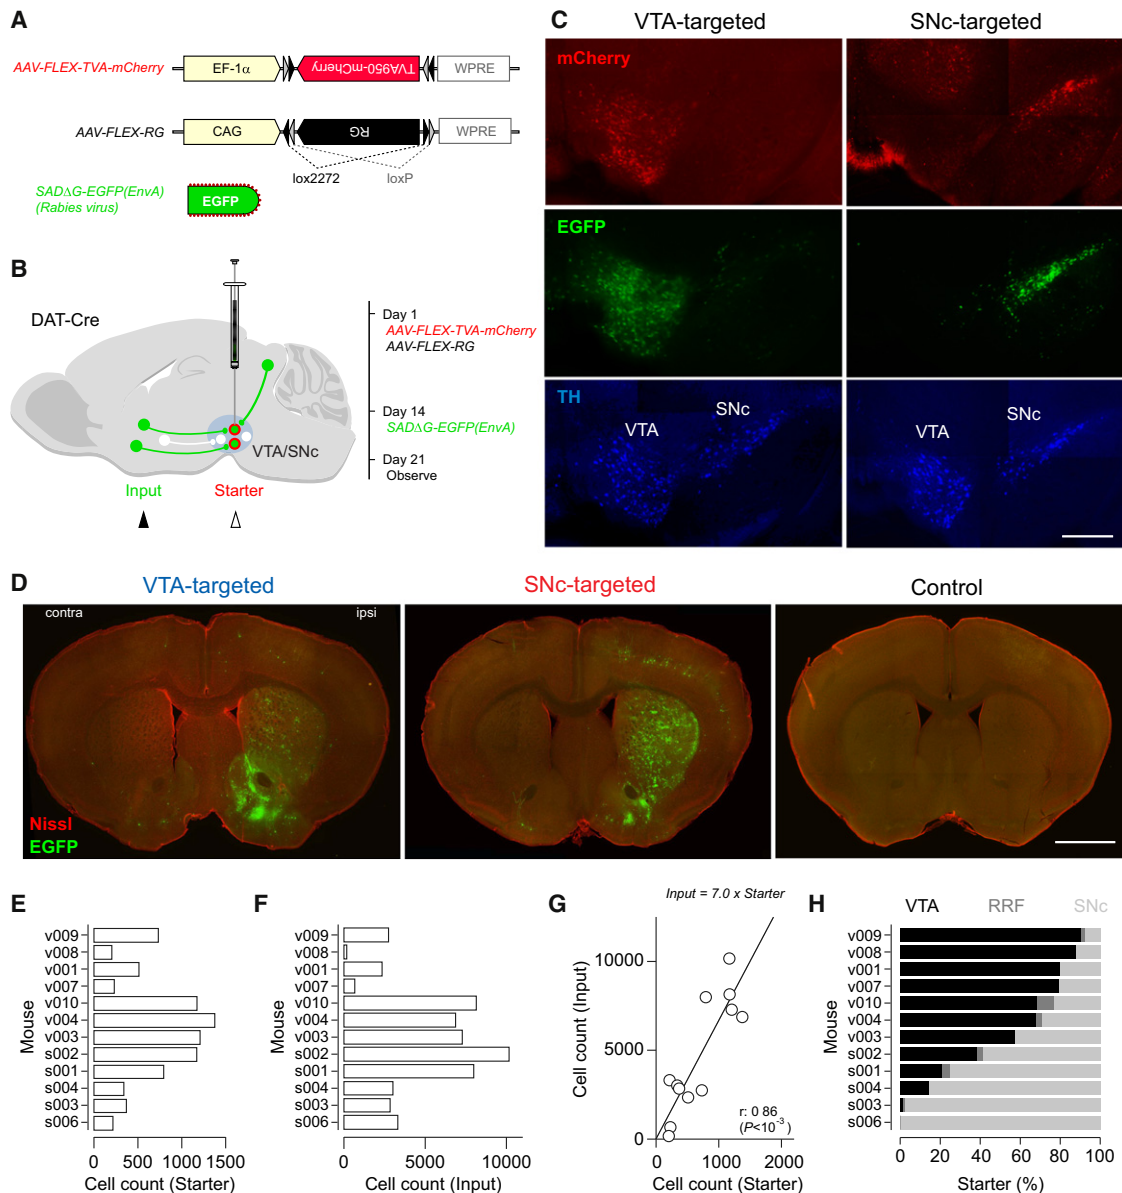 A
AAV-FLEX-TVA-mCherry
EF-1α
TVA950-mCherry
WPRE
AAV-FLEX-RG
CAG
RG
WPRE
lox2272
loxP
SADΔG-EGFP(EnvA)
(Rabies virus)
EGFP
B
DAT-Cre
VTA/SNc
Input
Starter
Day 1
AAV-FLEX-TVA-mCherry
AAV-FLEX-RG
Day 14
SADΔG-EGFP(EnvA)
Day 21
Observe
C
VTA-targeted
SNc-targeted
mCherry
EGFP
TH
VTA
SNc
VTA
SNc
D
VTA-targeted
SNc-targeted
Control
contra
ipsi
Nissl
EGFP
E
Mouse
v009
v008
v001
v007
v010
v004
v003
s002
s001
s004
s003
s006
0 500 1000 1500
Cell count (Starter)
F
Mouse
v009
v008
v001
v007
v010
v004
v003
s002
s001
s004
s003
s006
0 5000 10000
Cell count (Input)
G
Input = 7.0 x Starter
Cell count (Input)
10000
5000
0
r: 0 86
(P<10⁻³)
0 1000 2000
Cell count (Starter)
H
VTA RRF SNc
Mouse
v009
v008
v001
v007
v010
v004
v003
s002
s001
s004
s003
s006
0 20 40 60 80 100
Starter (%)